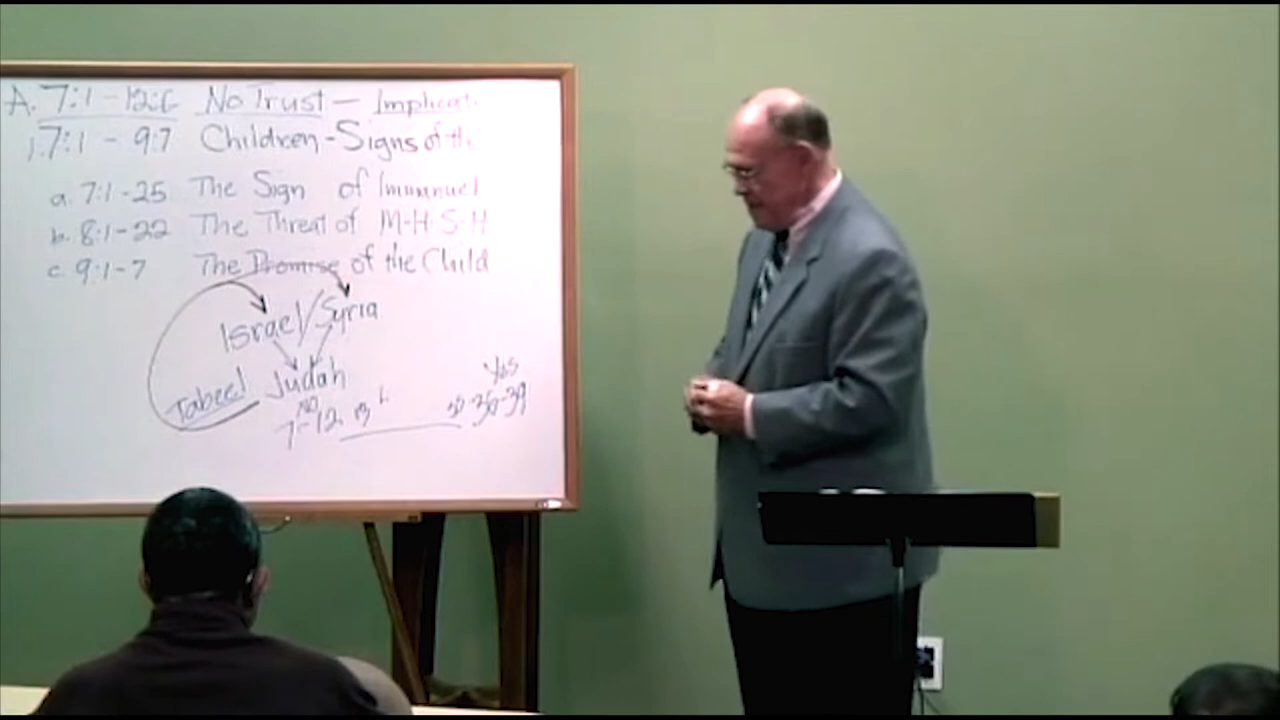 A. 7:1 - 12:6 No Trust - Implicat
1. 7:1 - 9:7 Children - Signs of th
a. 7:1-25 The Sign of Immanuel
b. 8:1-22 The Threat of M-H-S-H
c. 9:1-7 The Promise of the Child
Israel/Syria
Tabeel Judah
NO Yes
7-12 13 36-39